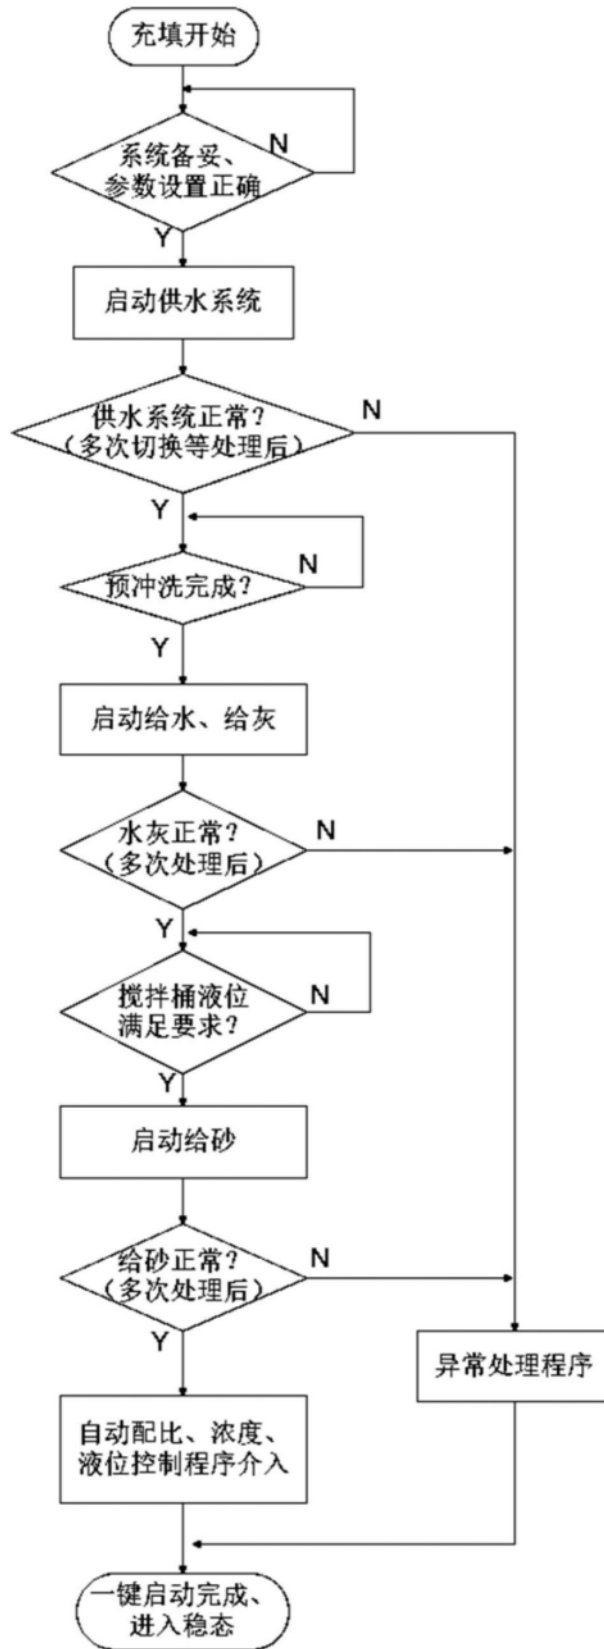 充填开始
N
系统备妥、
参数设置正确
Y
启动供水系统
N
供水系统正常？
（多次切换等处理后）
Y
N
预冲洗完成？
Y
启动给水、给灰
N
水灰正常？
（多次处理后）
Y
搅拌桶液位
N
满足要求？
Y
启动给砂
N
给砂正常？
（多次处理后）
Y
异常处理程序
自动配比、浓度、
液位控制程序介入
一键启动完成、
进入稳态